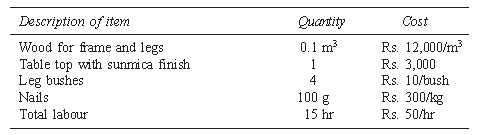 Description of item Quantity Cost
Wood for frame and legs 0.1 m³ Rs. 12,000/m³
Table top with sunmica finish 1 Rs. 3,000
Leg bushes 4 Rs. 10/bush
Nails 100 g Rs. 300/kg
Total labour 15 hr Rs. 50/hr